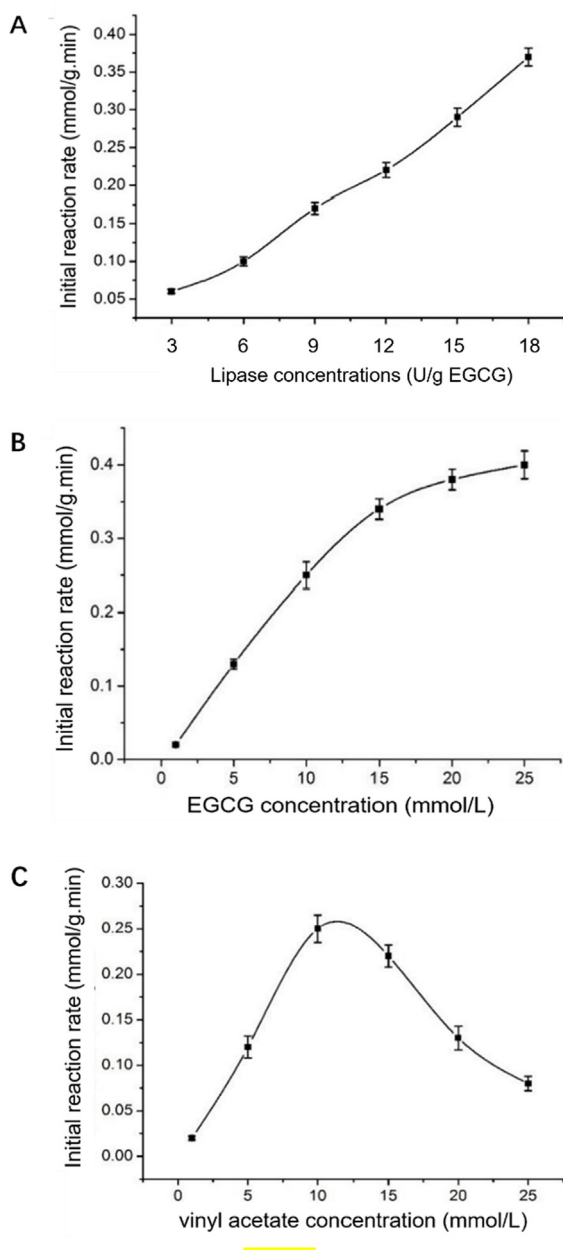 A
Initial reaction rate (mmol/g.min)
0.40
0.35
0.30
0.25
0.20
0.15
0.10
0.05
3 6 9 12 15 18
Lipase concentrations (U/g EGCG)
B
Initial reaction rate (mmol/g.min)
0.4
0.3
0.2
0.1
0.0
0 5 10 15 20 25
EGCG concentration (mmol/L)
C
Initial reaction rate (mmol/g.min)
0.30
0.25
0.20
0.15
0.10
0.05
0.00
0 5 10 15 20 25
vinyl acetate concentration (mmol/L)